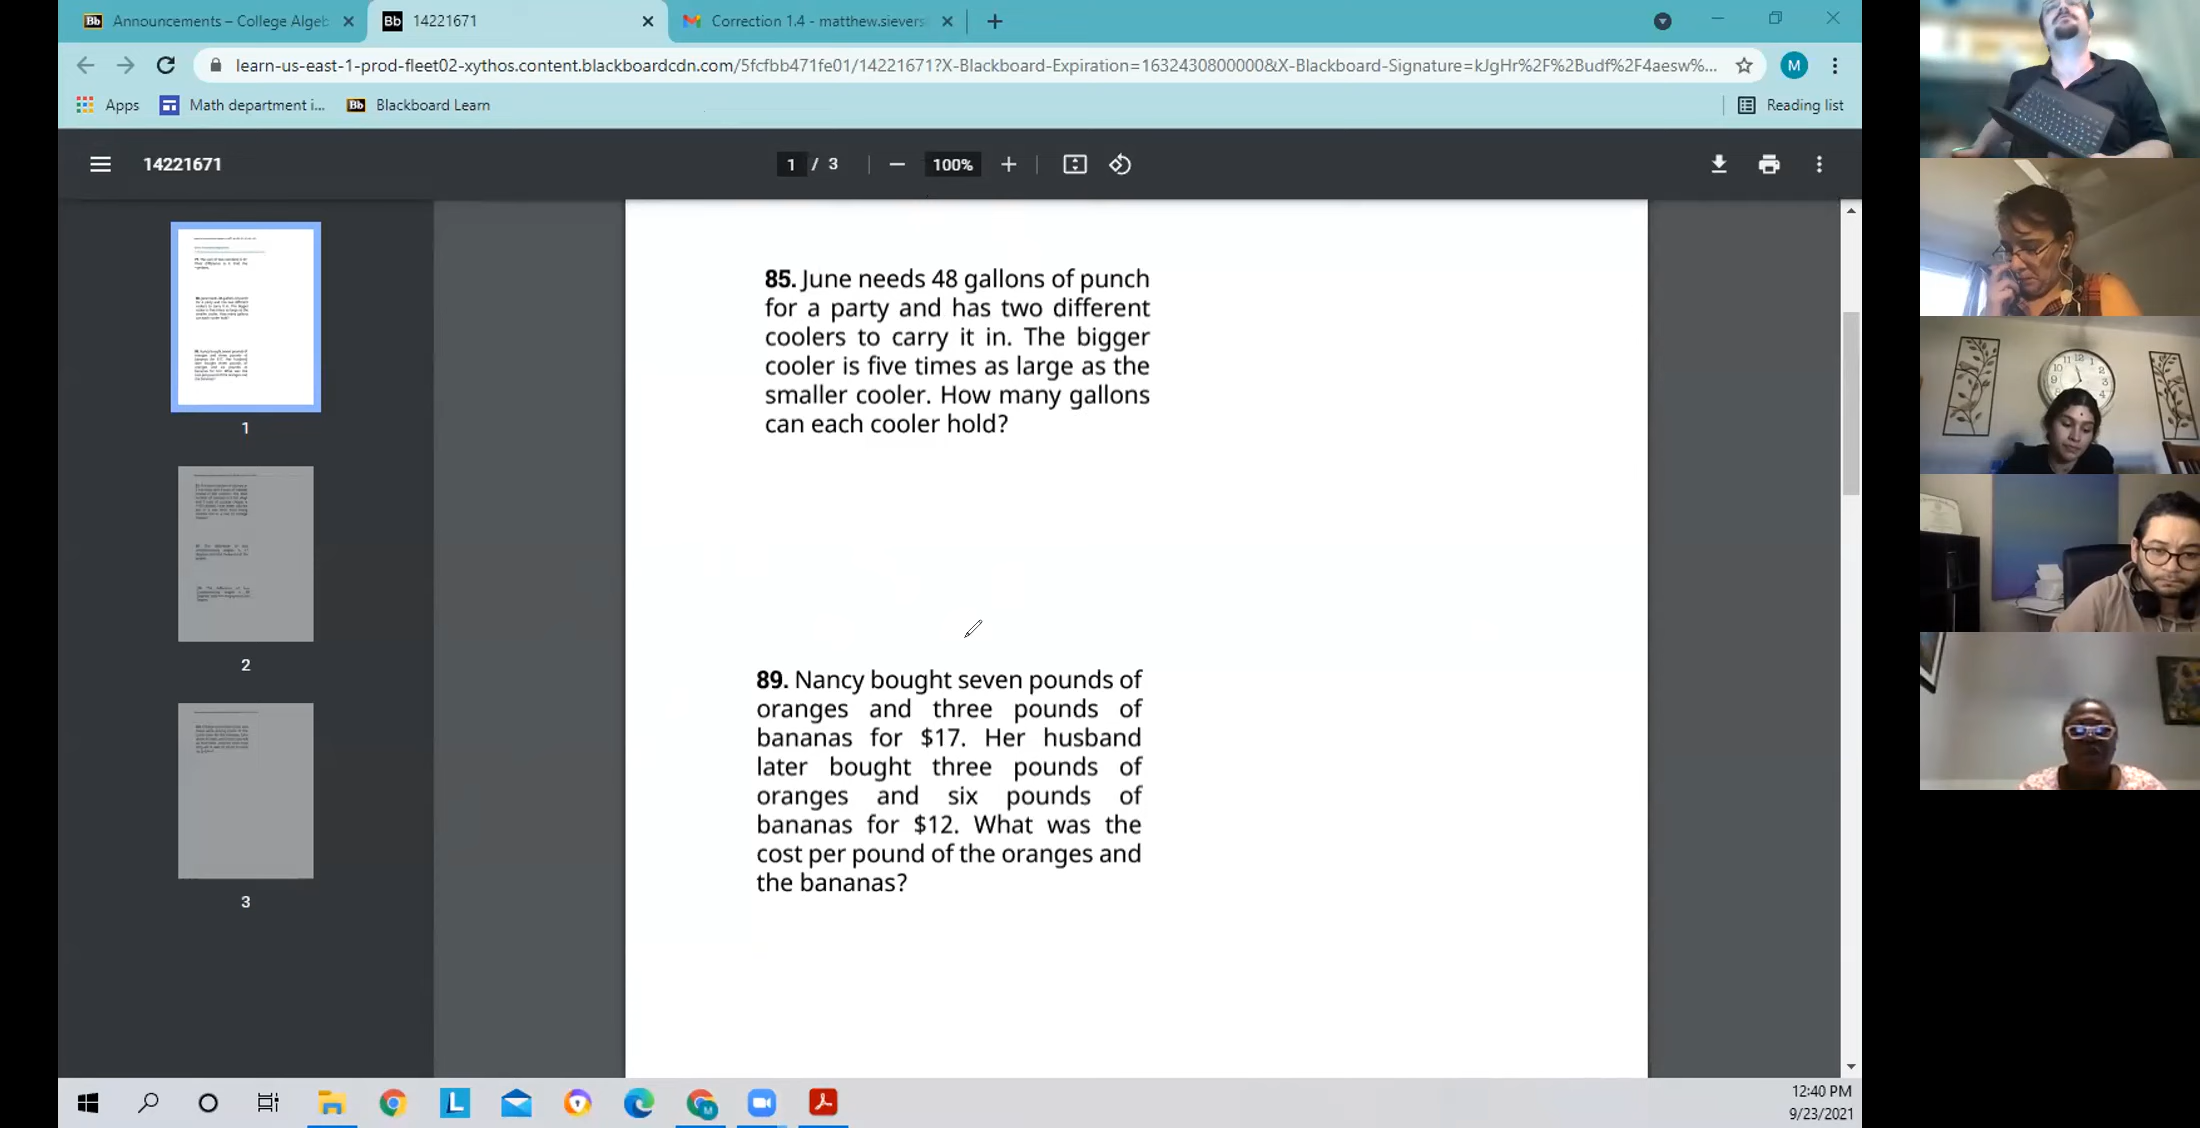 Announcements – College Algeb
14221671
Correction 1.4 - matthew.sievers
learn-us-east-1-prod-fleet02-xythos.content.blackboardcdn.com/5fcfbb471fe01/14221671?X-Blackboard-Expiration=1632430800000&X-Blackboard-Signature=kJgHr%2F%2Budf%2F4aesw%...
M
Apps
Math department i...
Bb
Blackboard Learn
Reading list
14221671
1 / 3
100%
85. June needs 48 gallons of punch
for a party and has two different
coolers to carry it in. The bigger
cooler is five times as large as the
smaller cooler. How many gallons
can each cooler hold?
89. Nancy bought seven pounds of
oranges and three pounds of
bananas for $17. Her husband
later bought three pounds of
oranges and six pounds of
bananas for $12. What was the
cost per pound of the oranges and
the bananas?
1
2
3
12:40 PM
9/23/2021